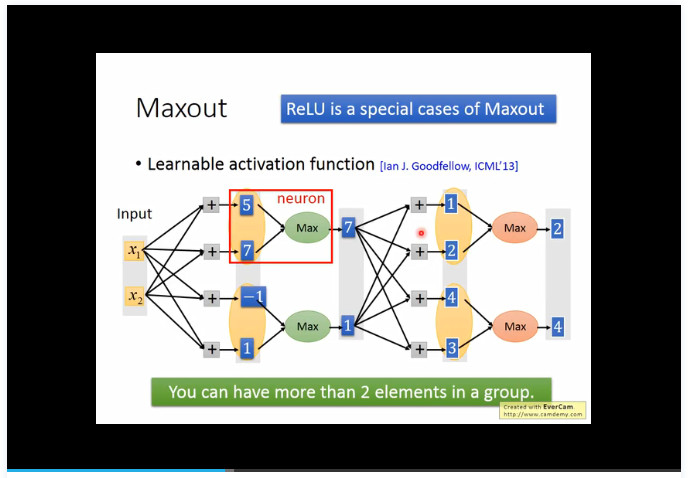 Maxout
ReLU is a special cases of Maxout
• Learnable activation function [Ian J. Goodfellow, ICML'13]
neuron
Input
+ 5
Max
7
+ 1
Max
2
x₁
+ 7
+ 2
x₂
+ −1
Max
1
+ 4
Max
4
+ 1
+ 3
You can have more than 2 elements in a group.
Created with EverCam
http://www.camdemy.com